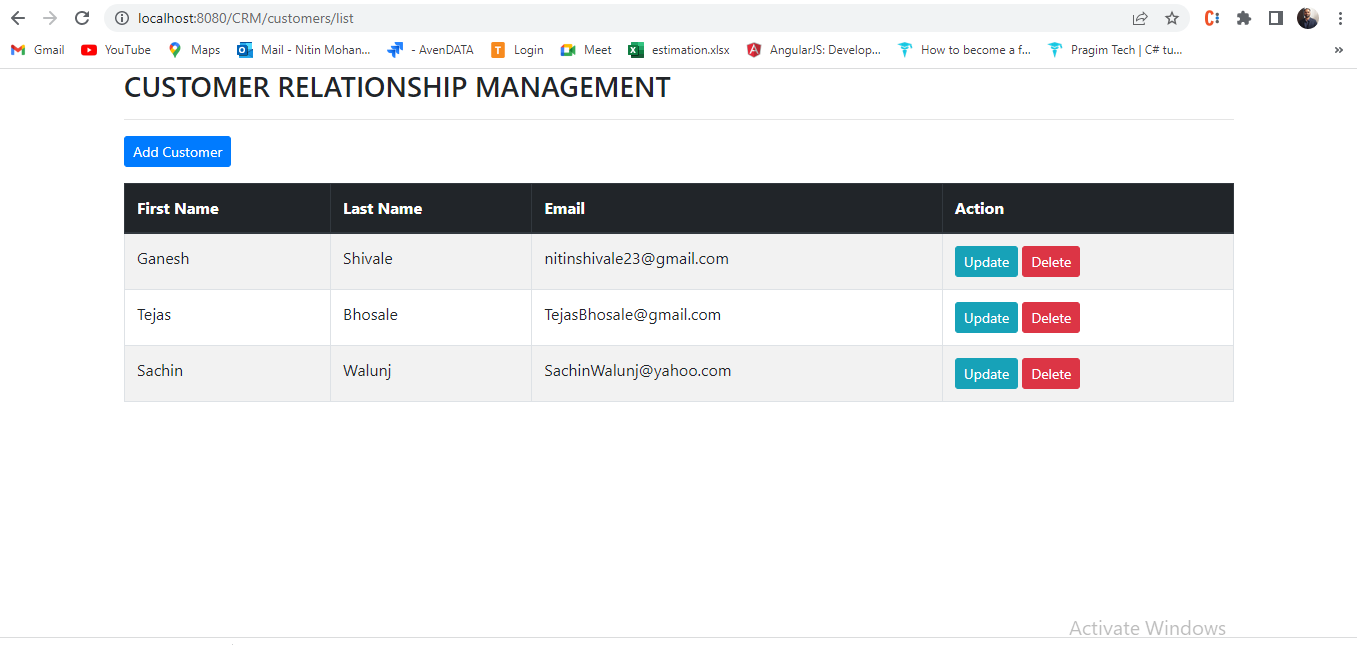 localhost:8080/CRM/customers/list
Gmail YouTube Maps Mail - Nitin Mohan... - AvenDATA Login Meet estimation.xlsx AngularJS: Develop... How to become a f... Pragim Tech | C# tu... »
CUSTOMER RELATIONSHIP MANAGEMENT
Add Customer
First Name Last Name Email Action
Ganesh Shivale nitinshivale23@gmail.com Update Delete
Tejas Bhosale TejasBhosale@gmail.com Update Delete
Sachin Walunj SachinWalunj@yahoo.com Update Delete
Activate Windows